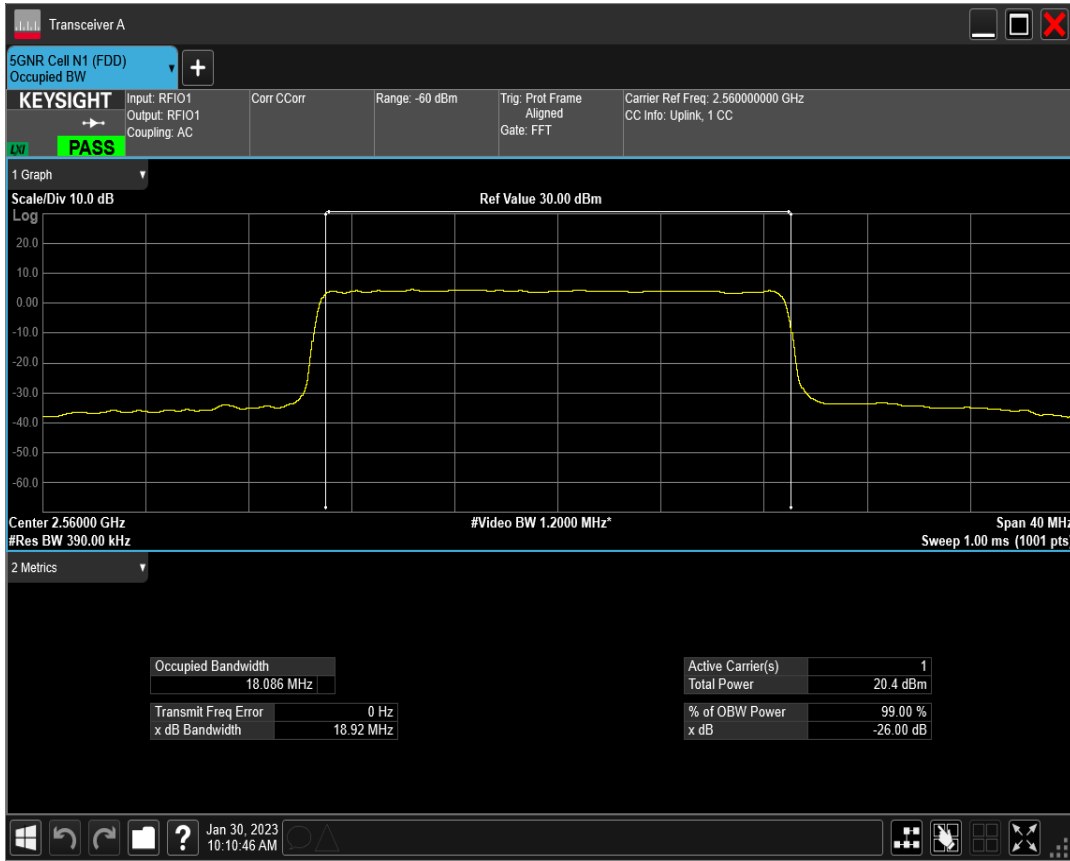 Transceiver A
5GNR Cell N1 (FDD)
Occupied BW
+
KEYSIGHT
LXI
PASS
Input: RFIO1
Output: RFIO1
Coupling: AC
Corr CCorr
Range: -60 dBm
Trig: Prot Frame
Aligned
Gate: FFT
Carrier Ref Freq: 2.560000000 GHz
CC Info: Uplink, 1 CC
1 Graph
Scale/Div 10.0 dB
Ref Value 30.00 dBm
Log
20.0
10.0
0.00
-10.0
-20.0
-30.0
-40.0
-50.0
-60.0
Center 2.56000 GHz
#Video BW 1.2000 MHz*
Span 40 MHz
#Res BW 390.00 kHz
Sweep 1.00 ms (1001 pts)
2 Metrics
Occupied Bandwidth
18.086 MHz
Transmit Freq Error 0 Hz
x dB Bandwidth 18.92 MHz
Active Carrier(s) 1
Total Power 20.4 dBm
% of OBW Power 99.00 %
x dB -26.00 dB
?
Jan 30, 2023
10:10:46 AM